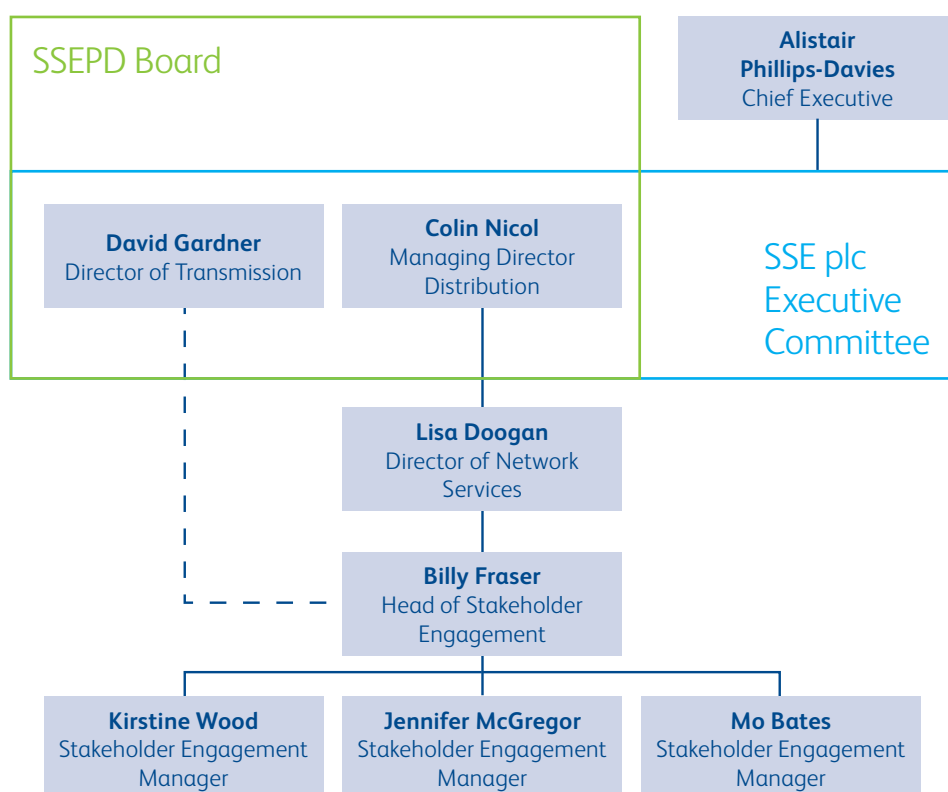 SSEPD Board
Alistair
Phillips-Davies
Chief Executive
David Gardner
Director of Transmission
Colin Nicol
Managing Director
Distribution
SSE plc
Executive
Committee
Lisa Doogan
Director of Network
Services
Billy Fraser
Head of Stakeholder
Engagement
Kirstine Wood
Stakeholder Engagement
Manager
Jennifer McGregor
Stakeholder Engagement
Manager
Mo Bates
Stakeholder Engagement
Manager